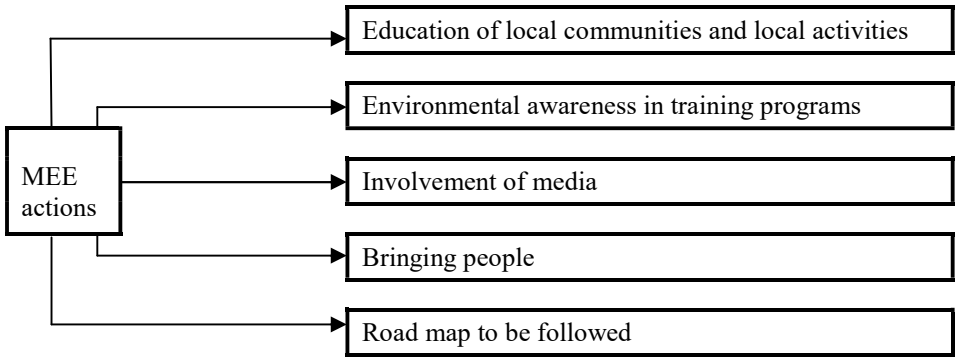 Education of local communities and local activities
Environmental awareness in training programs
MEE
actions
Involvement of media
Bringing people
Road map to be followed